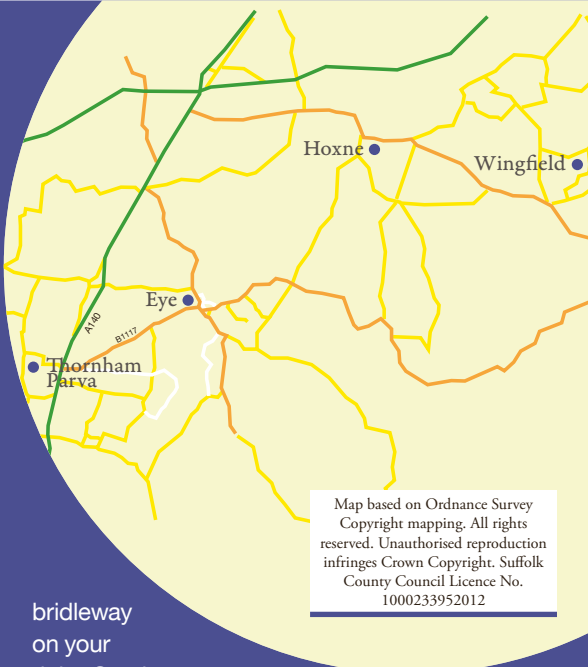 Hoxne
Wingfield
Eye
A140
B1117
Thornham
Parva
Map based on Ordnance Survey
Copyright mapping. All rights
reserved. Unauthorised reproduction
infringes Crown Copyright. Suffolk
County Council Licence No.
1000233952012
bridleway
on your